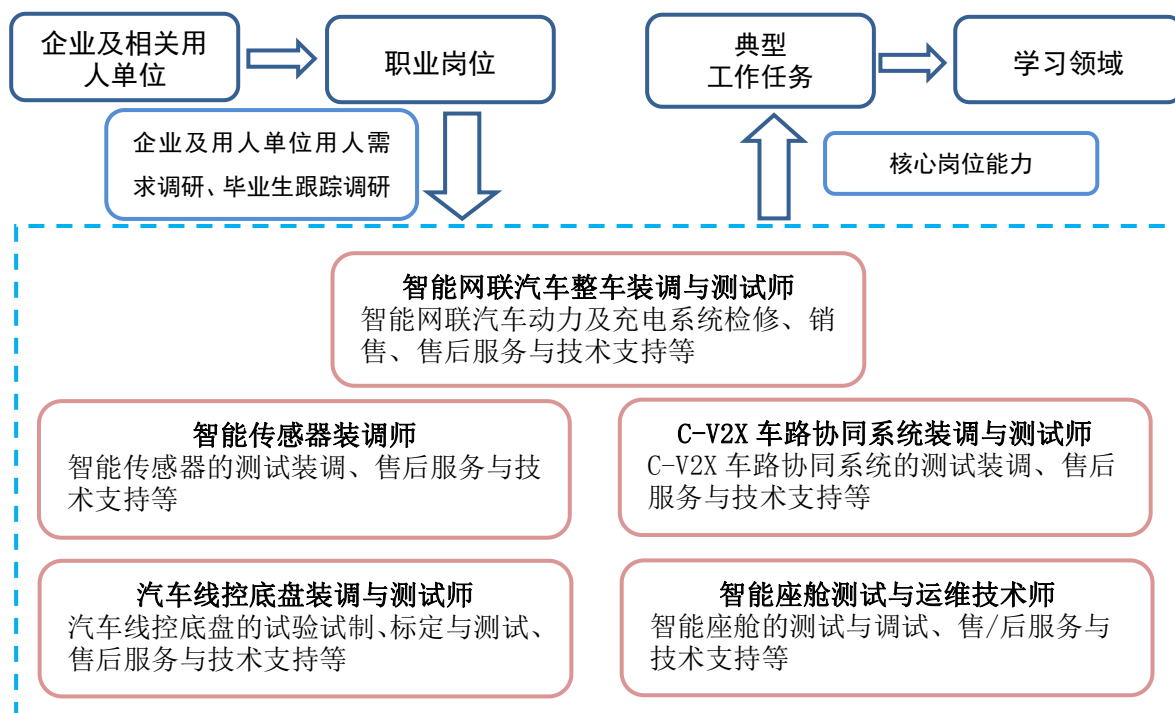 企业及相关用
人单位
职业岗位
典型
工作任务
学习领域
企业及用人单位用人需
求调研、毕业生跟踪调研
核心岗位能力
智能网联汽车整车装调与测试师
智能网联汽车动力及充电系统检修、销
售、售后服务与技术支持等
智能传感器装调师
智能传感器的测试装调、售后服务与技
术支持等
C-V2X 车路协同系统装调与测试师
C-V2X 车路协同系统的测试装调、售后
服务与技术支持等
汽车线控底盘装调与测试师
汽车线控底盘的试验试制、标定与测试、
售后服务与技术支持等
智能座舱测试与运维技术师
智能座舱的测试与调试、售/后服务与
技术支持等